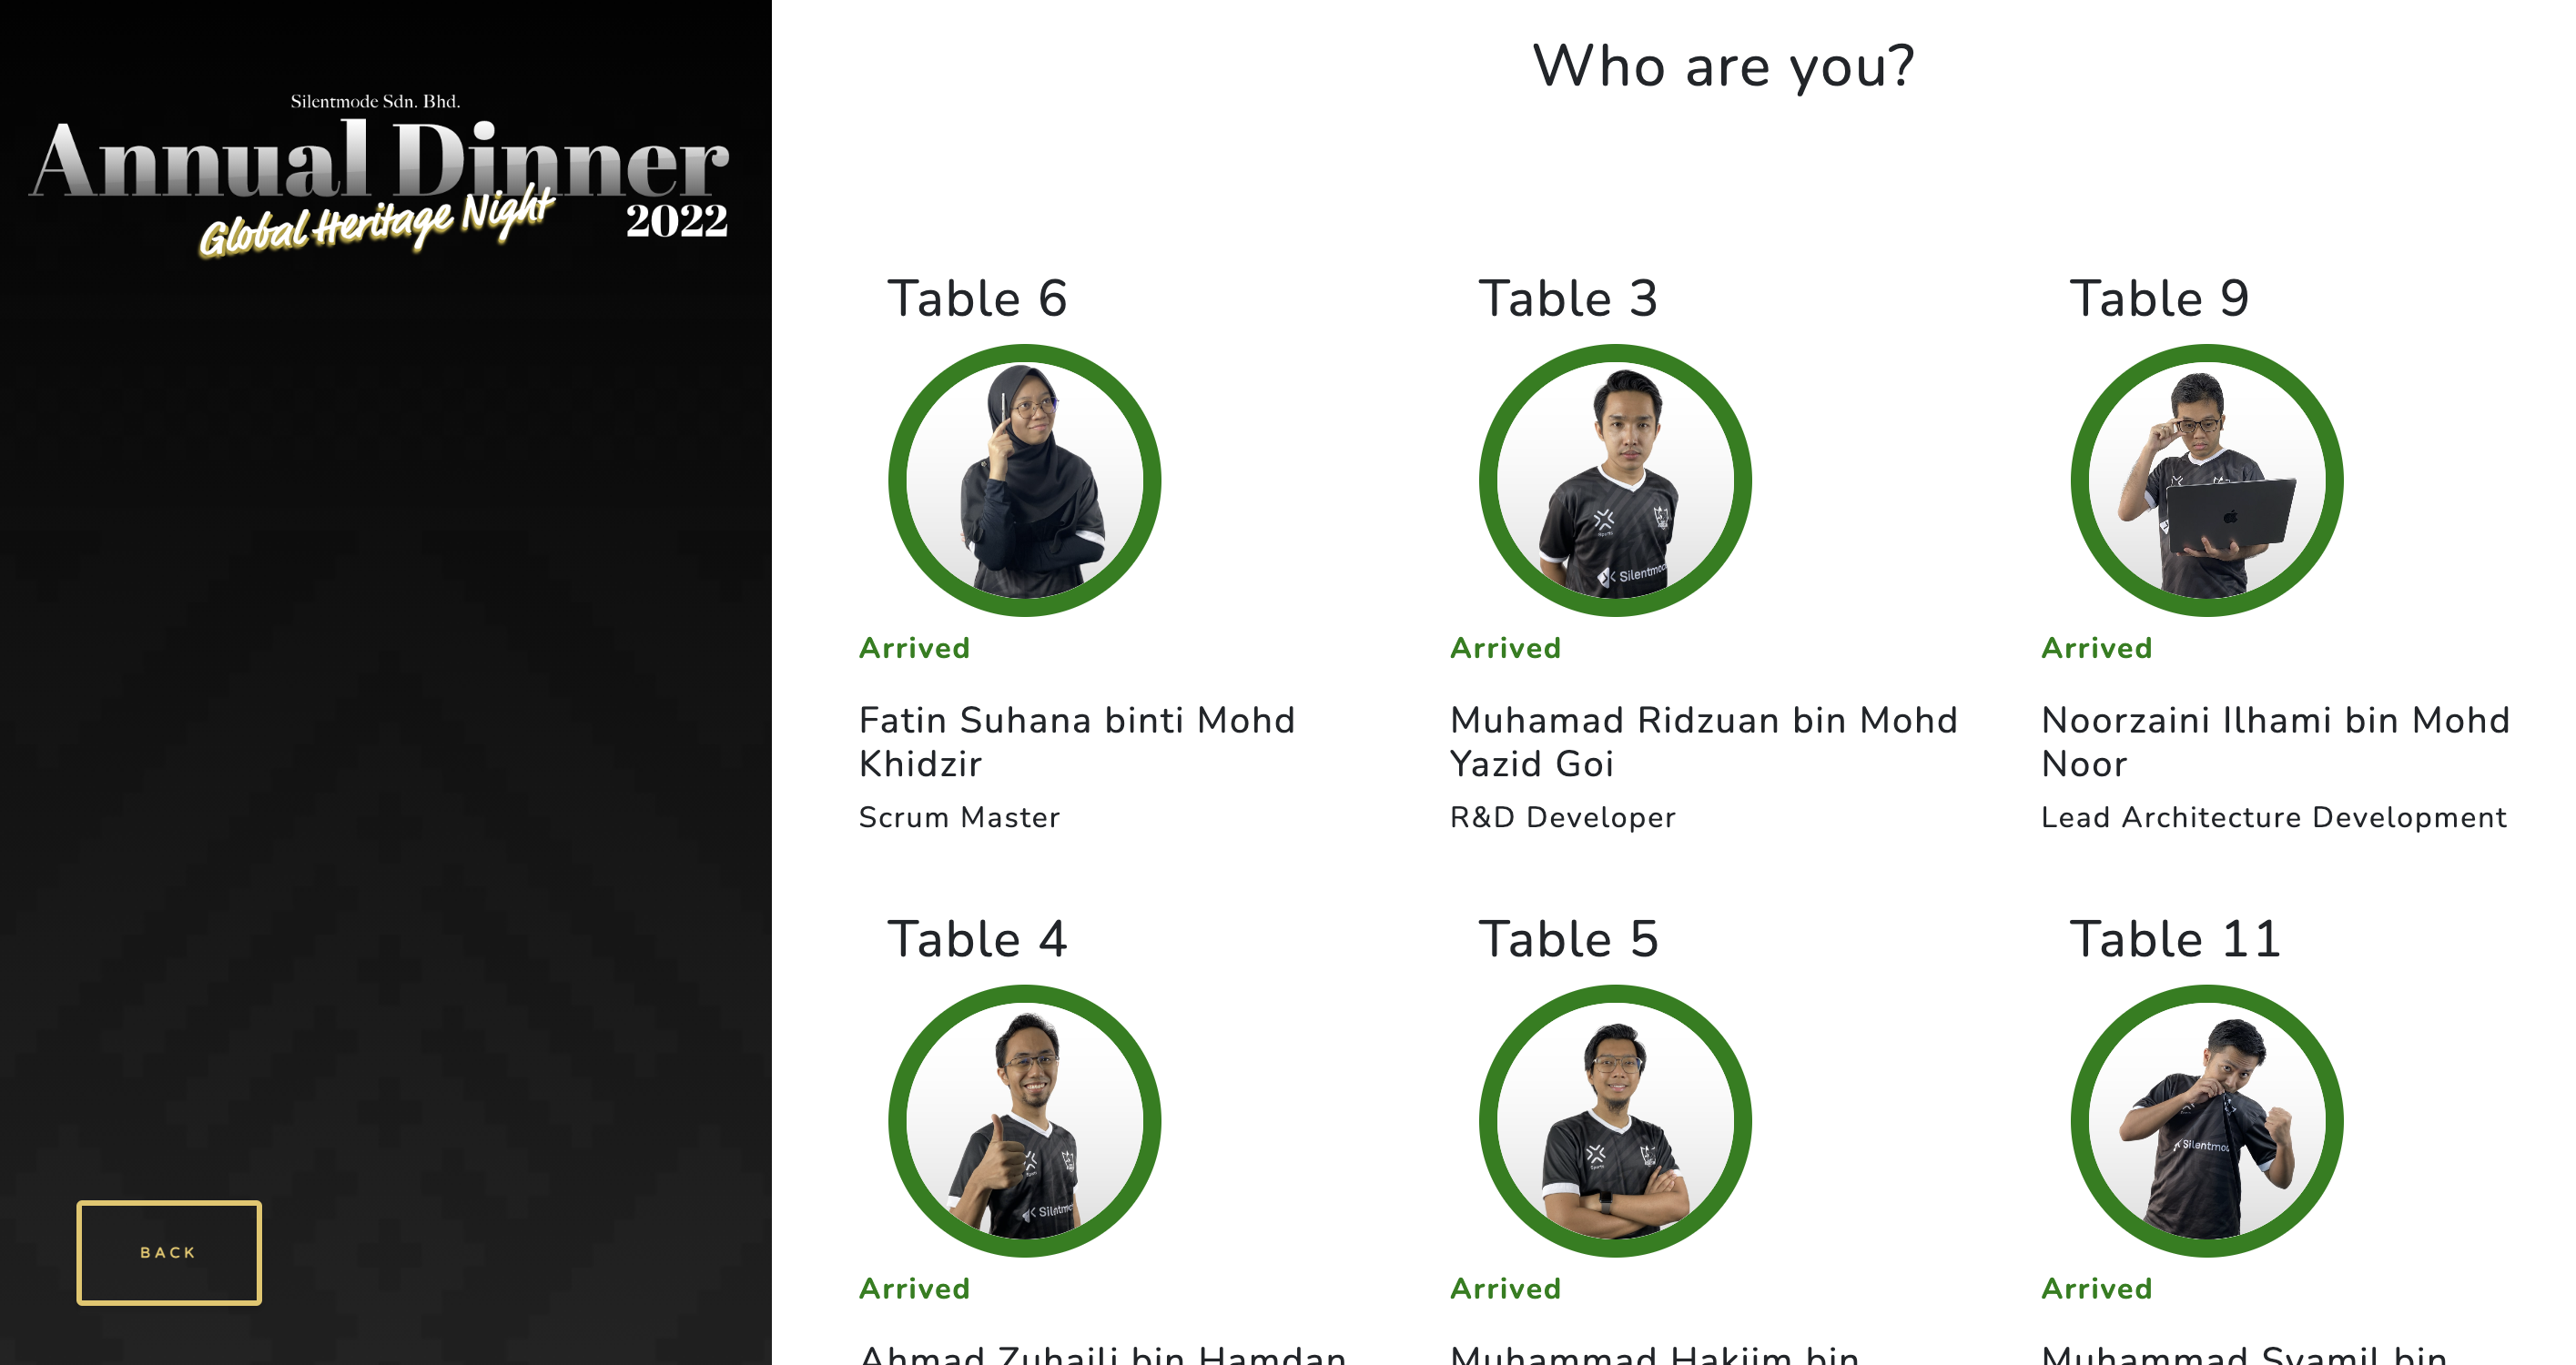 Silentmode Sdn. Bhd.
Annual Dinner
Global Heritage Night
2022
BACK
Who are you?
Table 6
Arrived
Fatin Suhana binti Mohd
Khidzir
Scrum Master
Table 3
Silentmo
Arrived
Muhamad Ridzuan bin Mohd
Yazid Goi
R&D Developer
Table 9
Arrived
Noorzaini Ilhami bin Mohd
Noor
Lead Architecture Development
Table 4
Arrived
Ahmad Zuhaili bin Hamdan
Table 5
Arrived
Muhammad Hakiim bin
Table 11
Silentmo
Arrived
Muhammad Syamil bin